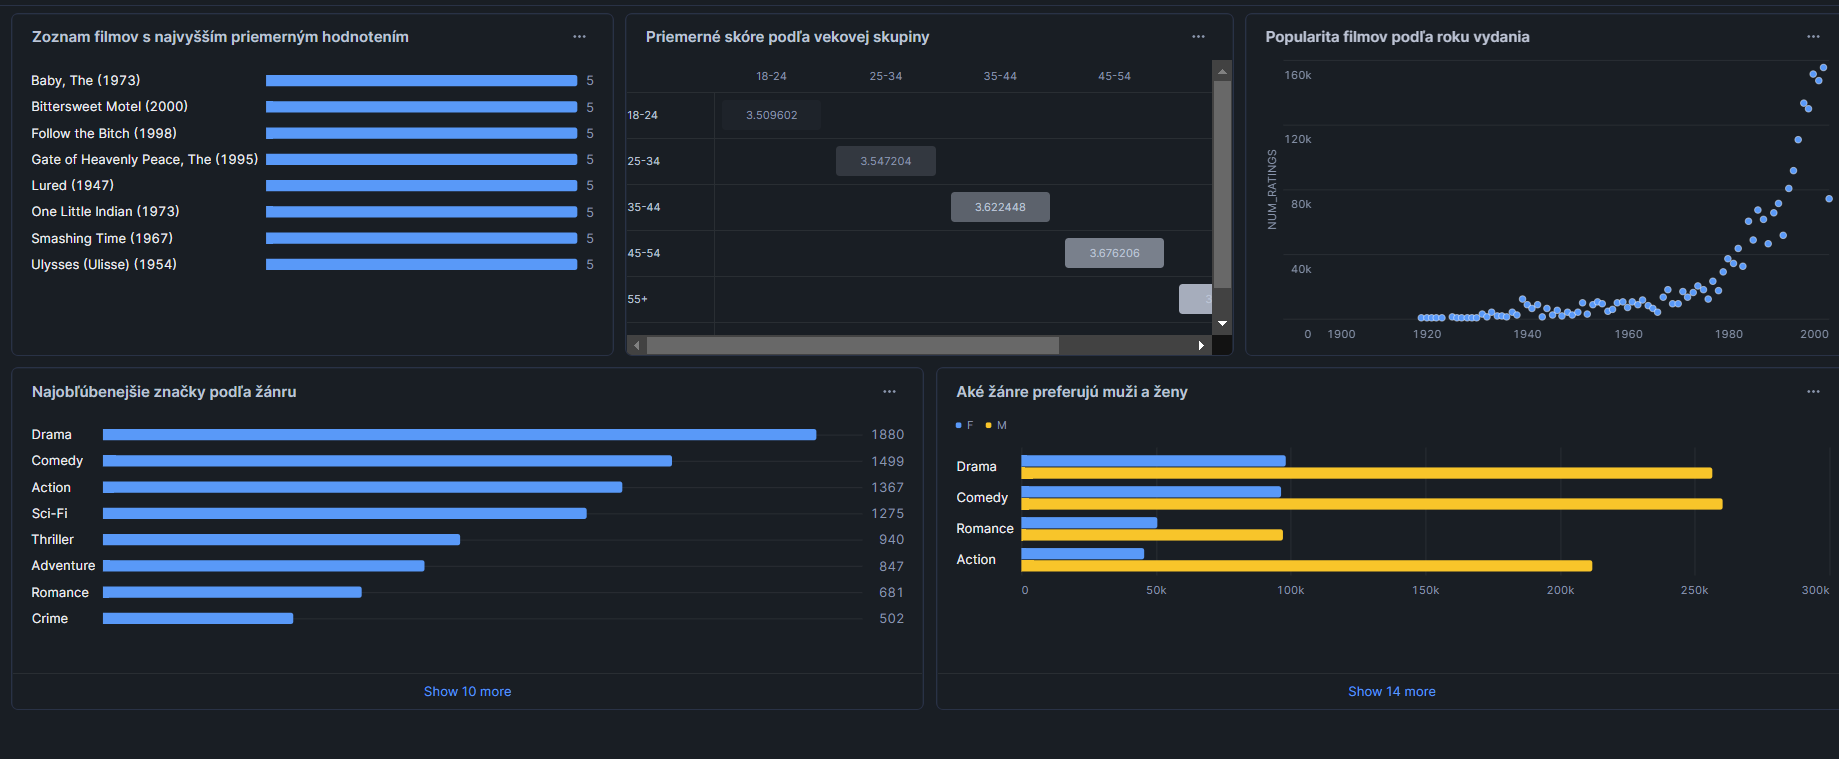 Zoznam filmov s najvyšším priemerným hodnotením
Baby, The (1973) 5
Bittersweet Motel (2000) 5
Follow the Bitch (1998) 5
Gate of Heavenly Peace, The (1995) 5
Lured (1947) 5
One Little Indian (1973) 5
Smashing Time (1967) 5
Ulysses (Ulisse) (1954) 5
Priemerné skóre podľa vekovej skupiny
18-24 25-34 35-44 45-54
18-24 3.509602
25-34 3.547204
35-44 3.622448
45-54 3.676206
55+ 3
Popularita filmov podľa roku vydania
NUM_RATINGS
160k
120k
80k
40k
0 1900 1920 1940 1960 1980 2000
Najobľúbenejšie značky podľa žánru
Drama 1880
Comedy 1499
Action 1367
Sci-Fi 1275
Thriller 940
Adventure 847
Romance 681
Crime 502
Show 10 more
Aké žánre preferujú muži a ženy
F M
Drama
Comedy
Romance
Action
0 50k 100k 150k 200k 250k 300k
Show 14 more